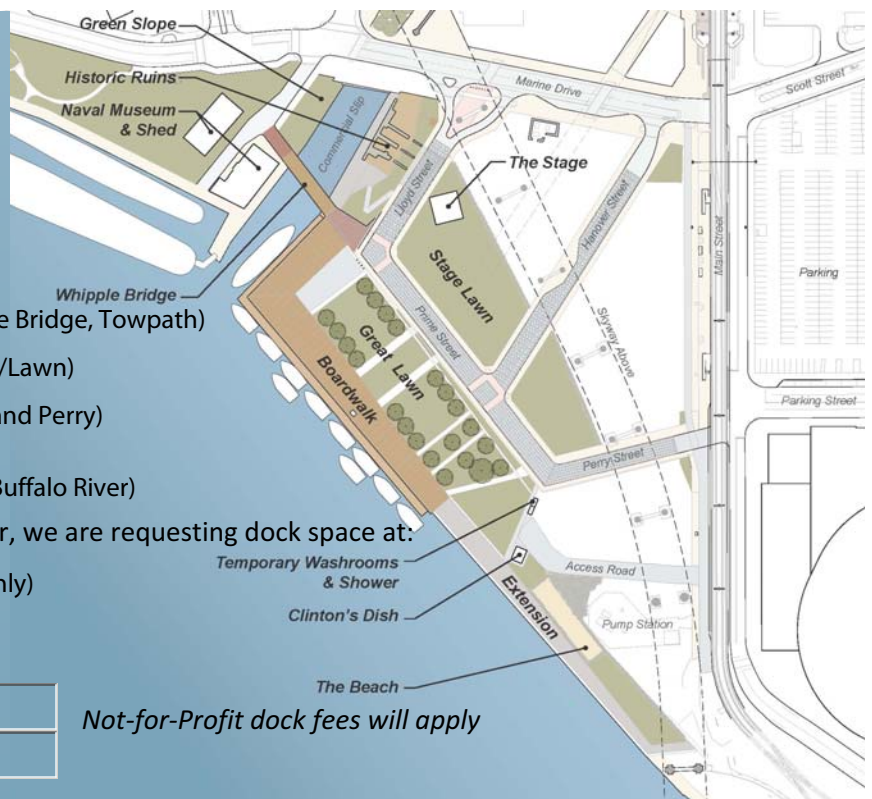 Green Slope
Historic Ruins
Naval Museum
& Shed
Commercial Slip
Lloyd Street
Marine Drive
Scott Street
The Stage
Hanover Street
Main Street
Stage Lawn
Parking
Whipple Bridge
e Bridge, Towpath)
Prime Street
Skyway Above
/Lawn)
Great Lawn
Boardwalk
Parking Street
and Perry)
Perry Street
Buffalo River)
r, we are requesting dock space at:
Temporary Washrooms
& Shower
Access Road
nly)
Extension
Clinton's Dish
Pump Station
The Beach
Not-for-Profit dock fees will apply